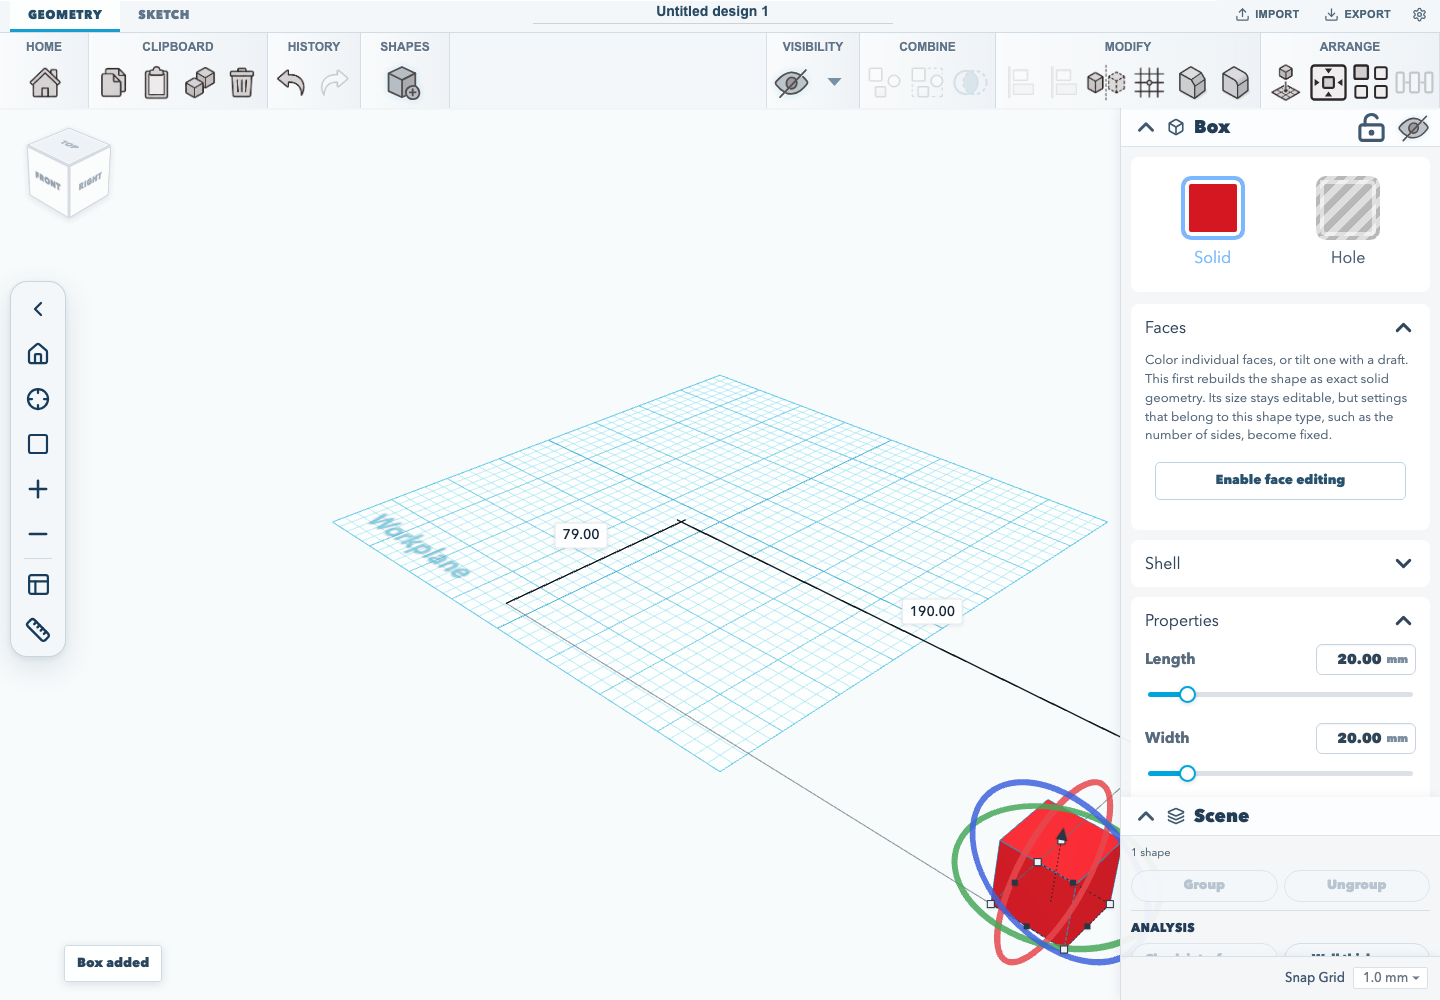 GEOMETRY
SKETCH
Untitled design 1
IMPORT
EXPORT
HOME
CLIPBOARD
HISTORY
SHAPES
VISIBILITY
COMBINE
MODIFY
ARRANGE
TOP
FRONT
RIGHT
Workplane
79.00
190.00
Box added
Box
Solid
Hole
Faces
Color individual faces, or tilt one with a draft.
This first rebuilds the shape as exact solid
geometry. Its size stays editable, but settings
that belong to this shape type, such as the
number of sides, become fixed.
Enable face editing
Shell
Properties
Length
20.00 mm
Width
20.00 mm
Scene
1 shape
Group
Ungroup
ANALYSIS
Snap Grid
1.0 mm